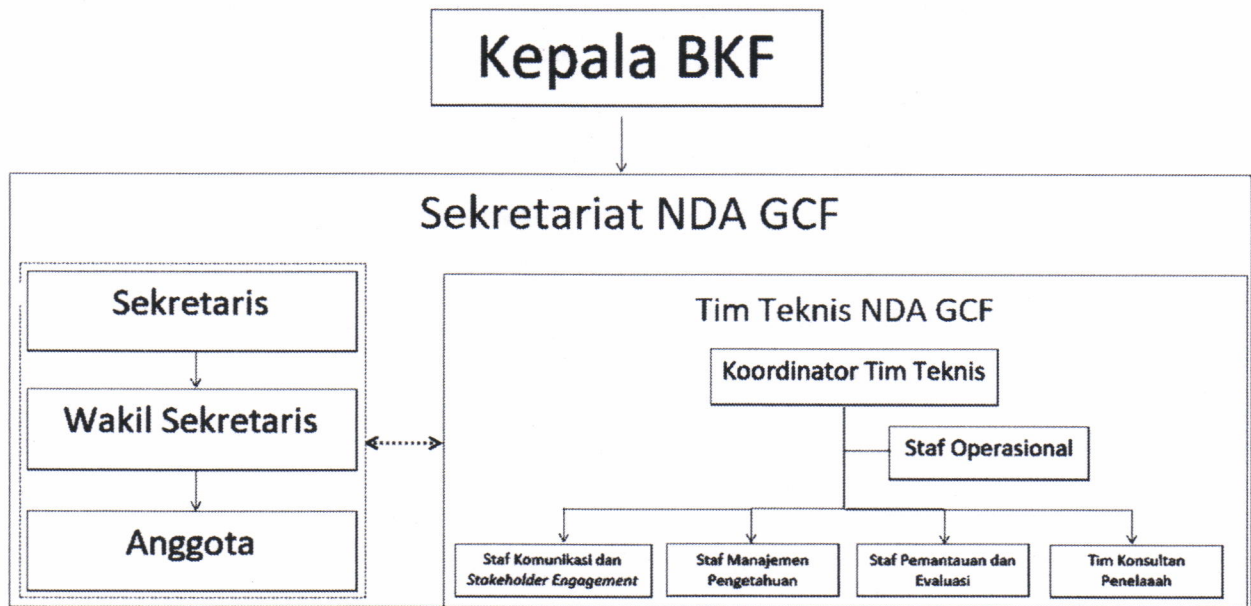 Kepala BKF
Sekretariat NDA GCF
Sekretaris
Wakil Sekretaris
Anggota
Tim Teknis NDA GCF
Koordinator Tim Teknis
Staf Operasional
Staf Komunikasi dan
Stakeholder Engagement
Staf Manajemen
Pengetahuan
Staf Pemantauan dan
Evaluasi
Tim Konsultan
Penelaaah